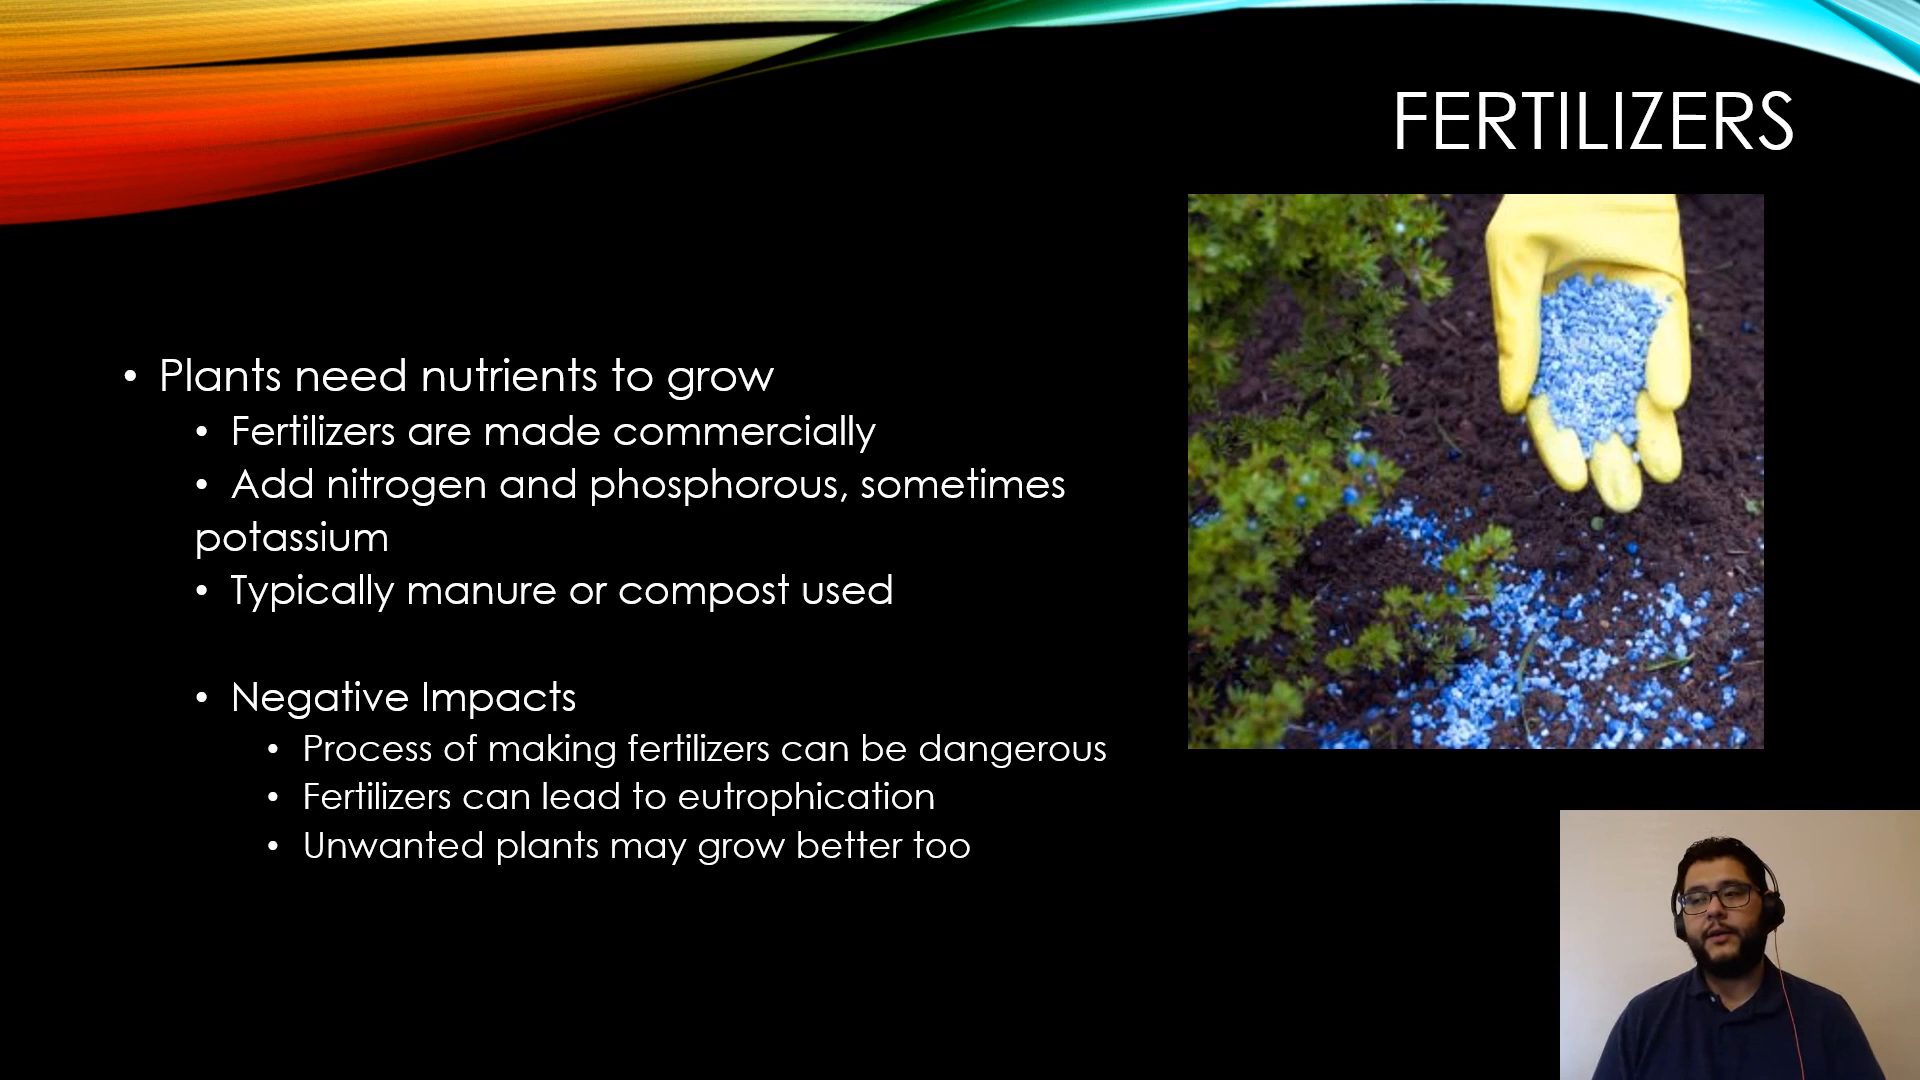 FERTILIZERS
• Plants need nutrients to grow
• Fertilizers are made commercially
• Add nitrogen and phosphorous, sometimes
potassium
• Typically manure or compost used
• Negative Impacts
• Process of making fertilizers can be dangerous
• Fertilizers can lead to eutrophication
• Unwanted plants may grow better too